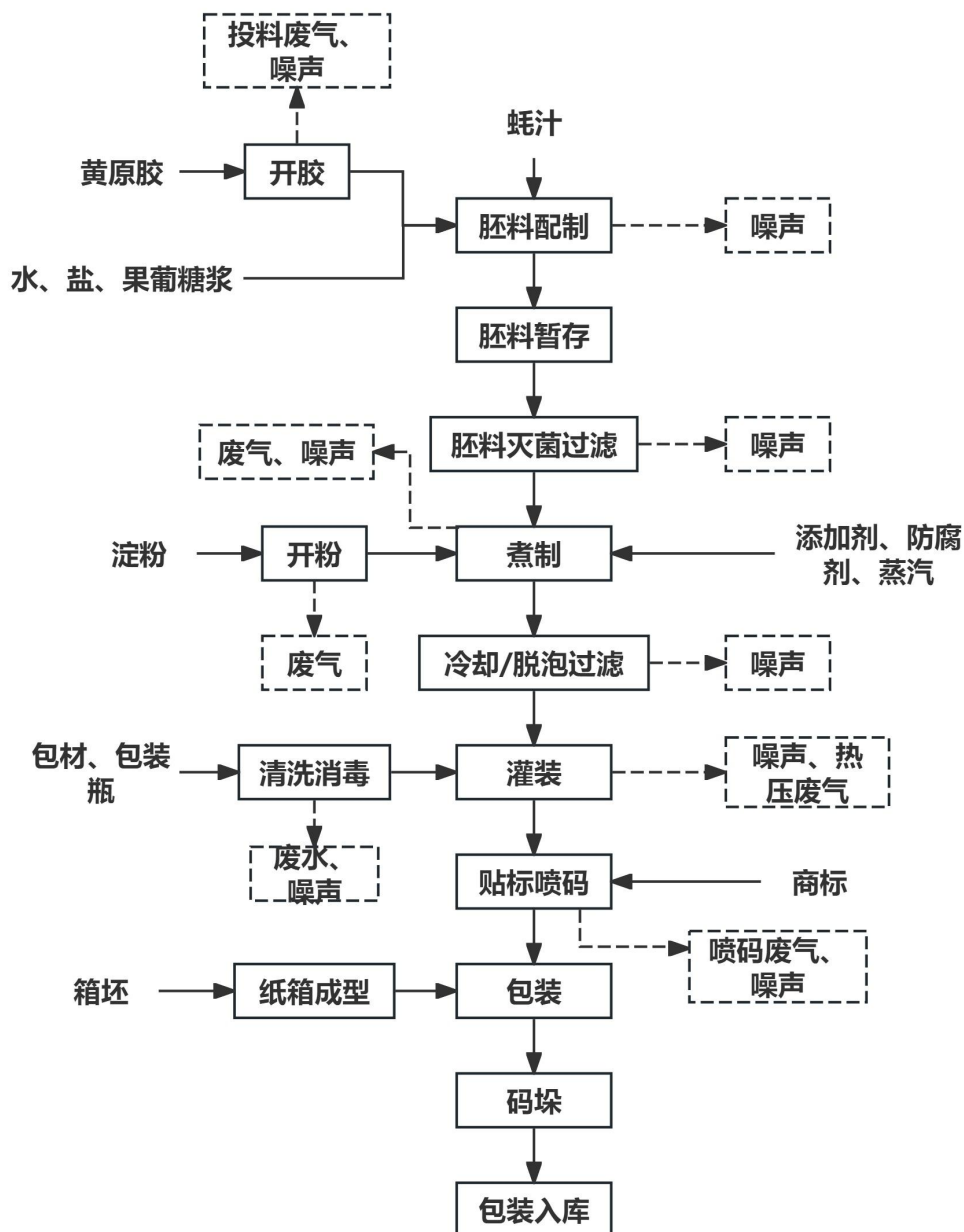 投料废气、
噪声
蚝汁
黄原胶
开胶
胚料配制
噪声
水、盐、果葡糖浆
胚料暂存
废气、噪声
胚料灭菌过滤
噪声
淀粉
开粉
煮制
添加剂、防腐
剂、蒸汽
废气
冷却/脱泡过滤
噪声
包材、包装
瓶
清洗消毒
灌装
噪声、热
压废气
废水、
噪声
贴标喷码
商标
喷码废气、
噪声
箱坯
纸箱成型
包装
码垛
包装入库